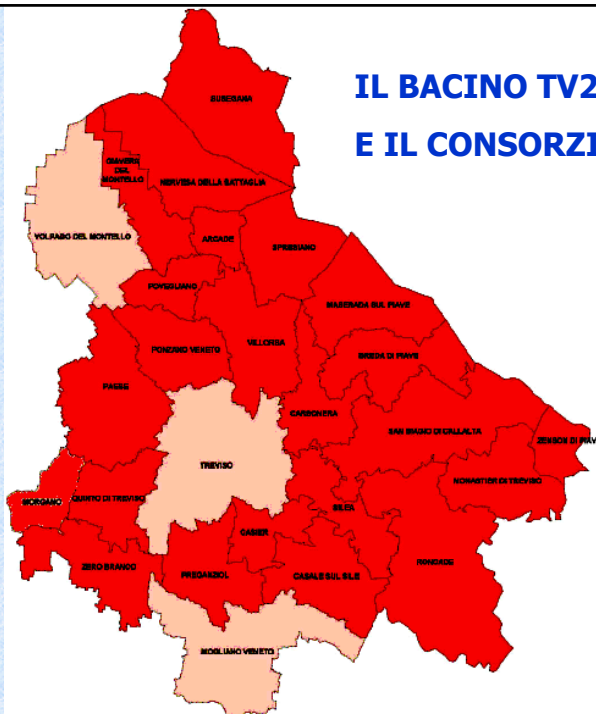 IL BACINO TV2
E IL CONSORZI
SUSEGANA
GIAVERA
DEL
MONTELLO
NERVESA DELLA BATTAGLIA
VOLPAGO DEL MONTELLO
ARCADE
SPRESIANO
POVEGLIANO
MASERADA SUL PIAVE
PONZANO VENETO
VILLORBA
BREDA DI PIAVE
PAESE
CARBONERA
SAN BIAGIO DI CALLALTA
ZENSON DI PIAV
TREVISO
MONASTIER DI TREVISO
MORGANO
QUINTO DI TREVISO
SILEA
CASIER
RONCADE
ZERO BRANCO
PREGANZIOL
CASALE SUL SILE
MOGLIANO VENETO